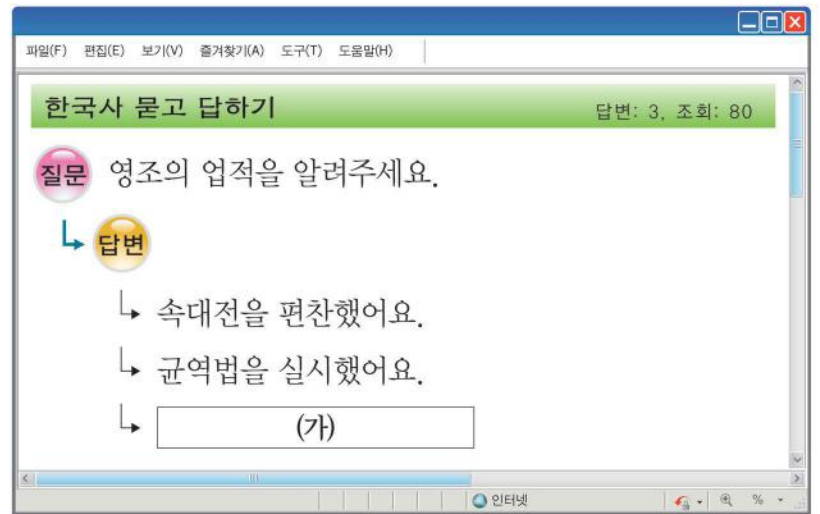 파일(F) 편집(E) 보기(V) 즐겨찾기(A) 도구(T) 도움말(H)
한국사 묻고 답하기 답변: 3, 조회: 80
질문 영조의 업적을 알려주세요.
답변
속대전을 편찬했어요.
균역법을 실시했어요.
(가)
인터넷 %